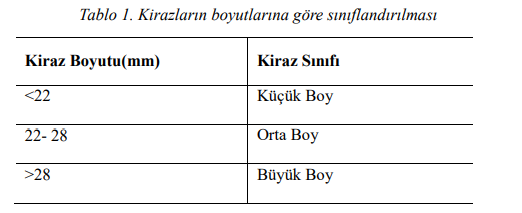 Tablo 1. Kirazların boyutlarına göre sınıflandırılması
Kiraz Boyutu(mm) Kiraz Sınıfı
<22 Küçük Boy
22- 28 Orta Boy
>28 Büyük Boy